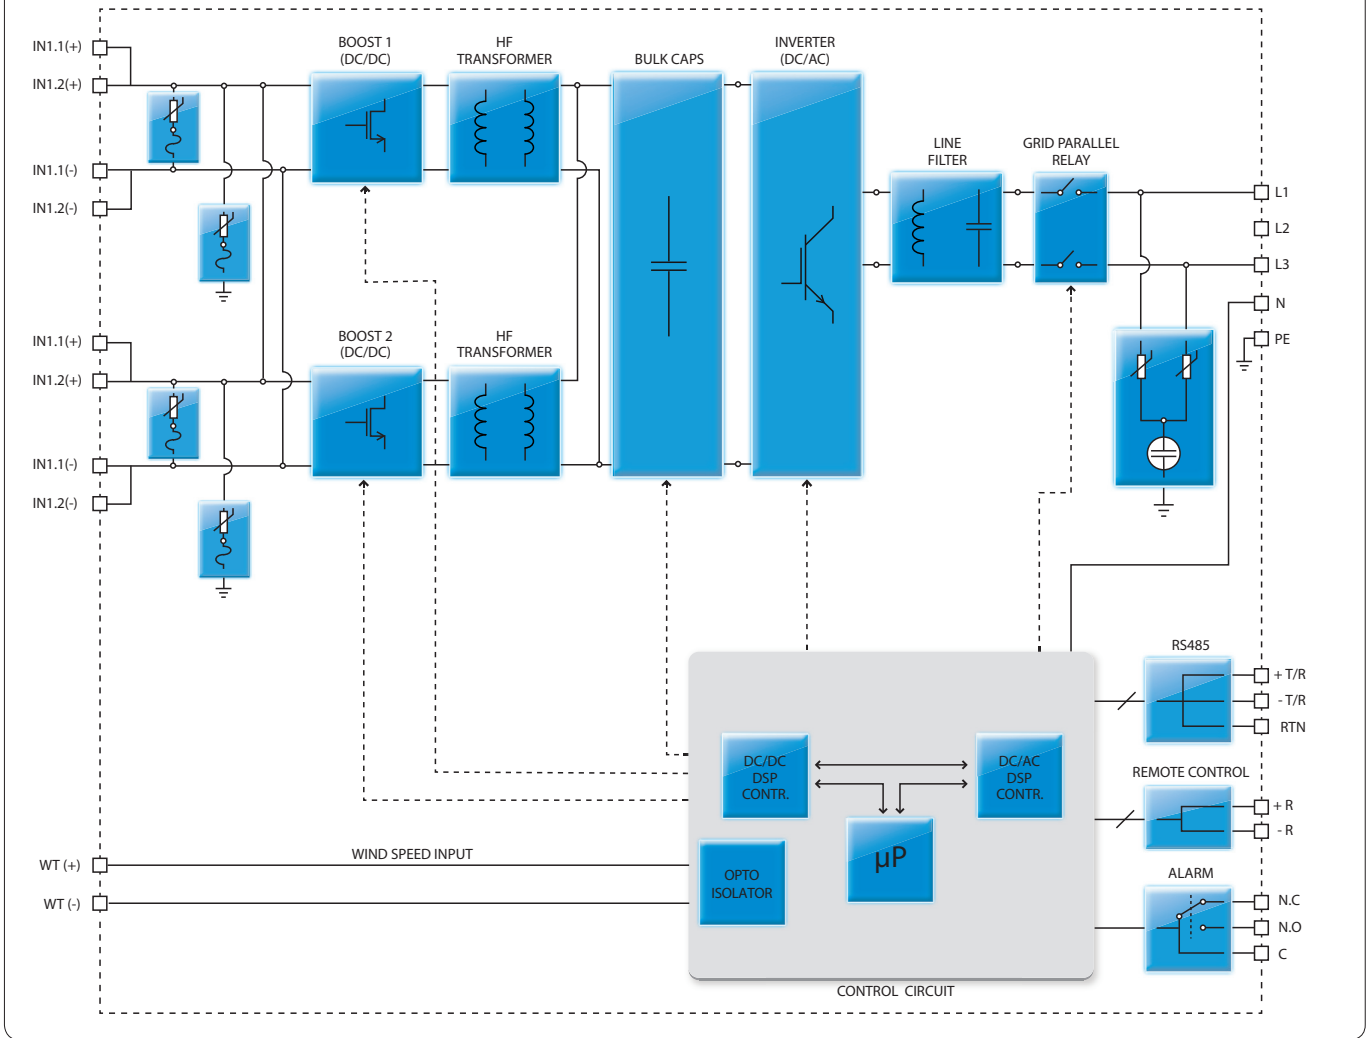 IN1.1(+)
IN1.2(+)
IN1.1(-)
IN1.2(-)
BOOST 1
(DC/DC)
HF
TRANSFORMER
BULK CAPS
INVERTER
(DC/AC)
LINE
FILTER
GRID PARALLEL
RELAY
L1
L2
L3
N
PE
IN1.1(+)
IN1.2(+)
IN1.1(-)
IN1.2(-)
BOOST 2
(DC/DC)
HF
TRANSFORMER
RS485
+ T/R
- T/R
RTN
REMOTE CONTROL
+ R
- R
ALARM
N.C
N.O
C
DC/DC
DSP
CONTR.
DC/AC
DSP
CONTR.
µP
OPTO
ISOLATOR
WIND SPEED INPUT
WT (+)
WT (-)
CONTROL CIRCUIT